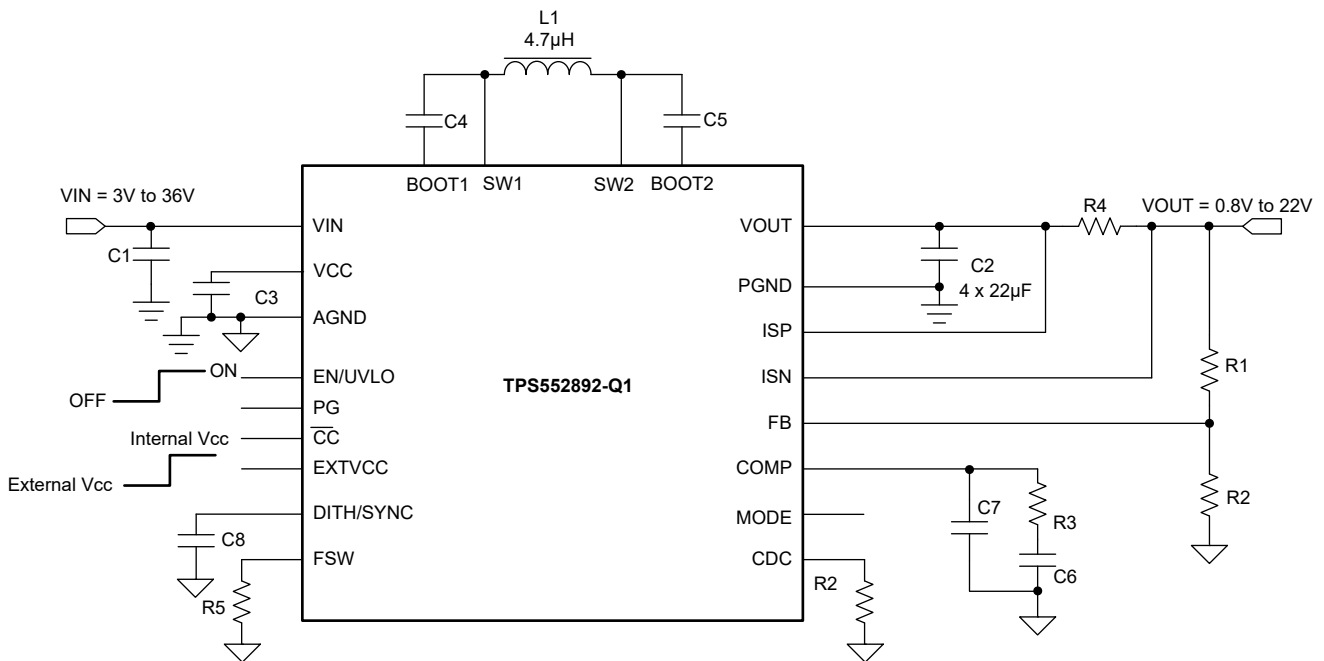 L1
4.7µH
C4
C5
BOOT1
SW1
SW2
BOOT2
VIN = 3V to 36V
VIN
C1
VCC
C3
AGND
ON
EN/UVLO
OFF
PG
Internal Vcc
CC
External Vcc
EXTVCC
DITH/SYNC
C8
FSW
R5
TPS552892-Q1
VOUT
R4
VOUT = 0.8V to 22V
C2
4 x 22µF
PGND
ISP
ISN
R1
FB
COMP
C7
R3
R2
MODE
C6
CDC
R2